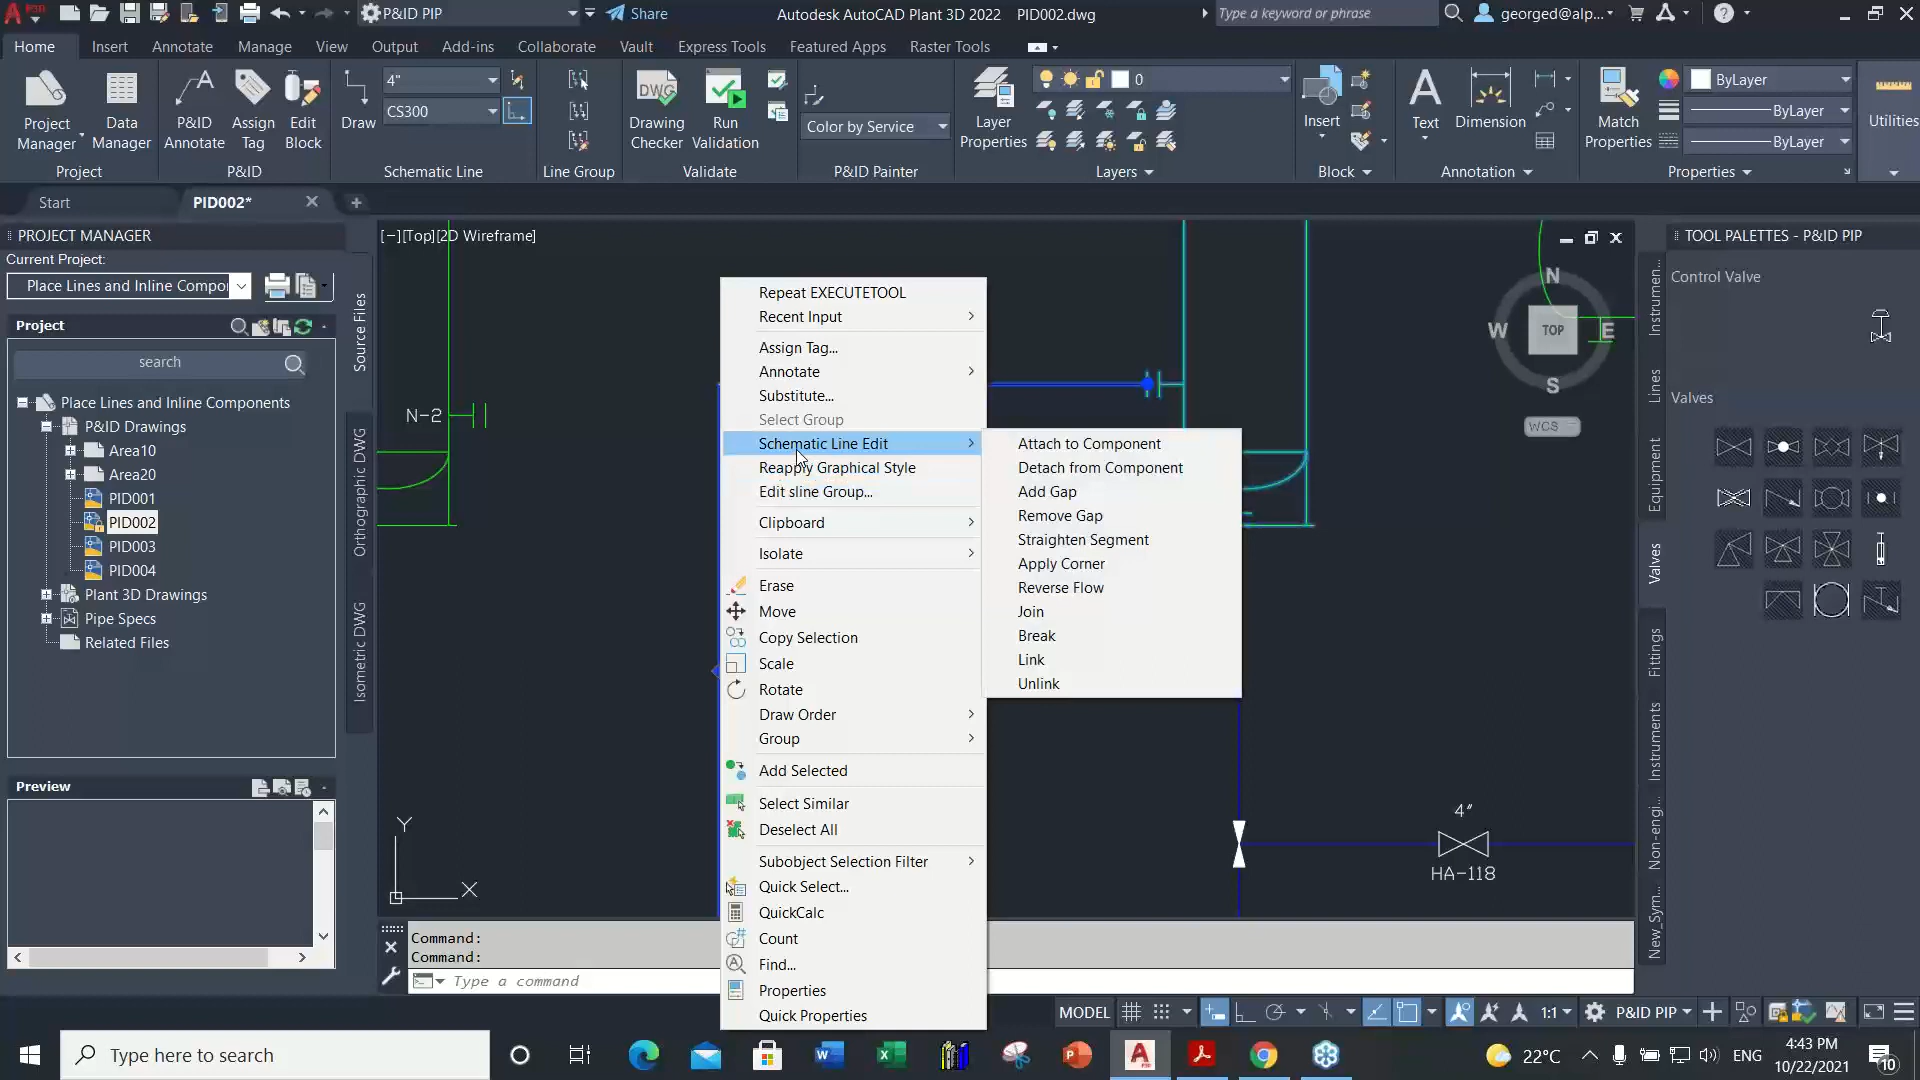 P&ID PIP
Share
Autodesk AutoCAD Plant 3D 2022 PID002.dwg
Type a keyword or phrase
georged@alp...
Home Insert Annotate Manage View Output Add-ins Collaborate Vault Express Tools Featured Apps Raster Tools
Project Manager
Data Manager
Project
P&ID Annotate
Assign Tag
Edit Block
P&ID
Draw
4"
CS300
Schematic Line
Line Group
DWG
Drawing Checker
Run Validation
Validate
Color by Service
P&ID Painter
Layer Properties
0
Layers
Insert
Block
Text
Dimension
Annotation
Match Properties
ByLayer
ByLayer
ByLayer
Properties
Utilities
Start
PID002*
PROJECT MANAGER
Current Project:
Place Lines and Inline Compo
Project
search
Place Lines and Inline Components
P&ID Drawings
Area10
Area20
PID001
PID002
PID003
PID004
Plant 3D Drawings
Pipe Specs
Related Files
Preview
Source Files
Orthographic DWG
Isometric DWG
[−][Top][2D Wireframe]
N-2
Y
X
Repeat EXECUTETOOL
Recent Input
Assign Tag...
Annotate
Substitute...
Select Group
Schematic Line Edit
Reapply Graphical Style
Edit sline Group...
Clipboard
Isolate
Erase
Move
Copy Selection
Scale
Rotate
Draw Order
Group
Add Selected
Select Similar
Deselect All
Subobject Selection Filter
Quick Select...
QuickCalc
Count
Find...
Properties
Quick Properties
Attach to Component
Detach from Component
Add Gap
Remove Gap
Straighten Segment
Apply Corner
Reverse Flow
Join
Break
Link
Unlink
N
W TOP E
S
WCS
4"
HA-118
TOOL PALETTES - P&ID PIP
Control Valve
Valves
Instrumen...
Lines
Equipment
Valves
Fittings
Instruments
Non-engi...
New_Sym...
Command:
Command:
Type a command
MODEL
1:1
P&ID PIP
Type here to search
22°C
ENG
4:43 PM
10/22/2021
10